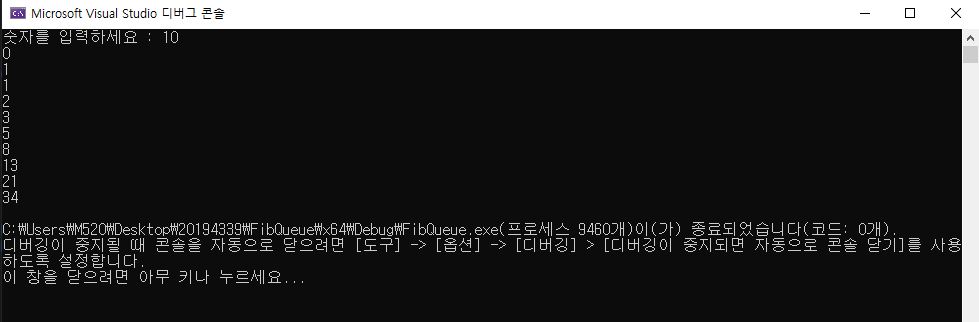 Microsoft Visual Studio 디버그 콘솔
숫자를 입력하세요 : 10
0
1
1
2
3
5
8
13
21
34
C:₩Users₩M520₩Desktop₩20194339₩FibQueue₩x64₩Debug₩FibQueue.exe(프로세스 9460개)이(가) 종료되었습니다(코드: 0개).
디버깅이 중지될 때 콘솔을 자동으로 닫으려면 [도구] -> [옵션] -> [디버깅] > [디버깅이 중지되면 자동으로 콘솔 닫기]를 사용
하도록 설정합니다.
이 창을 닫으려면 아무 키나 누르세요...